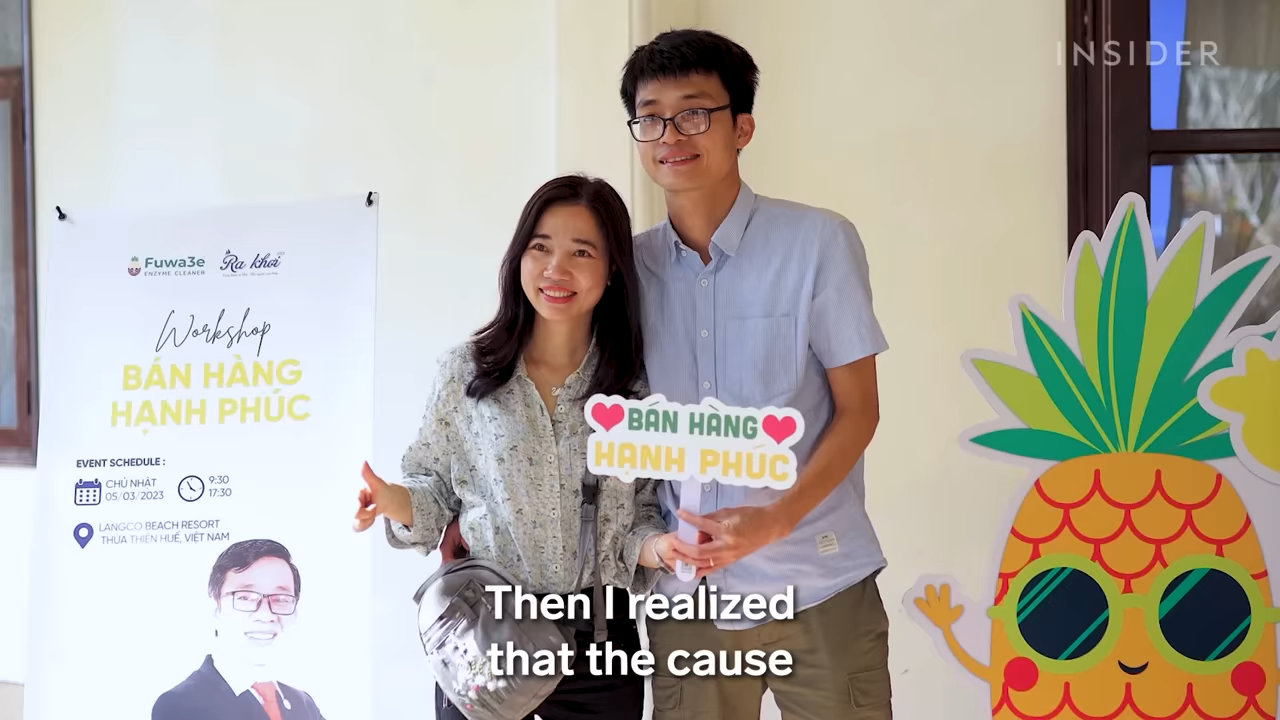 INSIDER
Fuwa3e
ENZYME CLEANER
Ra Khơi
Workshop
BÁN HÀNG
HẠNH PHÚC
EVENT SCHEDULE :
CHỦ NHẬT
05/03/2023
9:30
17:30
LANGCO BEACH RESORT
THỪA THIÊN HUẾ, VIỆT NAM
BÁN HÀNG
HẠNH PHÚC
Then I realized
that the cause